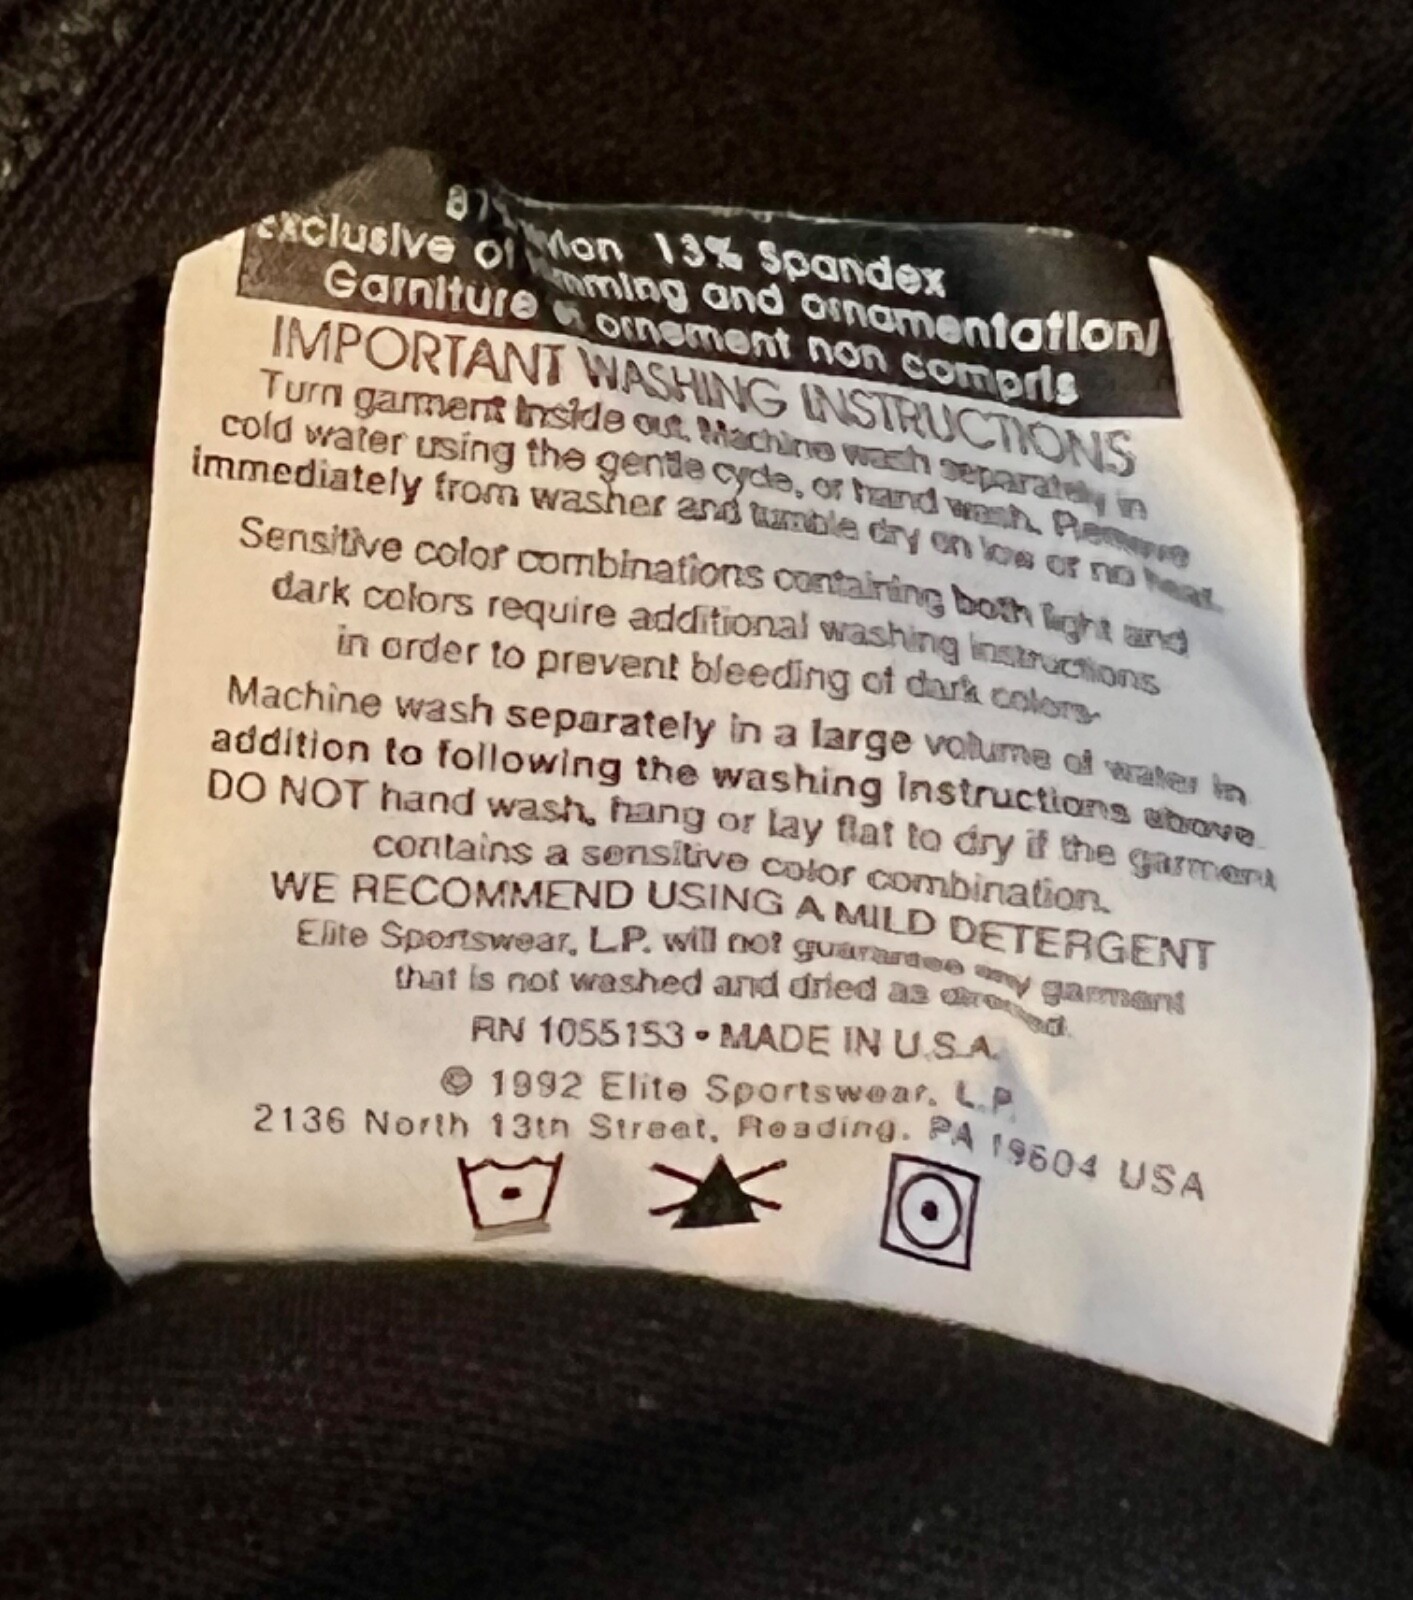 87% Nylon 13% Spandex
exclusive of trimming and ornamentation/
Garniture et ornement non compris
IMPORTANT WASHING INSTRUCTIONS
Turn garment inside out. Machine wash separately in
cold water using the gentle cycle, or hand wash. Remove
immediately from washer and tumble dry on low or no heat.
Sensitive color combinations containing both light and
dark colors require additional washing instructions
in order to prevent bleeding of dark colors.
Machine wash separately in a large volume of water in
addition to following the washing instructions above.
DO NOT hand wash, hang or lay flat to dry if the garment
contains a sensitive color combination.
WE RECOMMEND USING A MILD DETERGENT
Elite Sportswear, L.P. will not guarantee any garment
that is not washed and dried as directed.
RN 1055153 • MADE IN U.S.A.
© 1992 Elite Sportswear, L.P.
2136 North 13th Street, Reading, PA 19604 USA